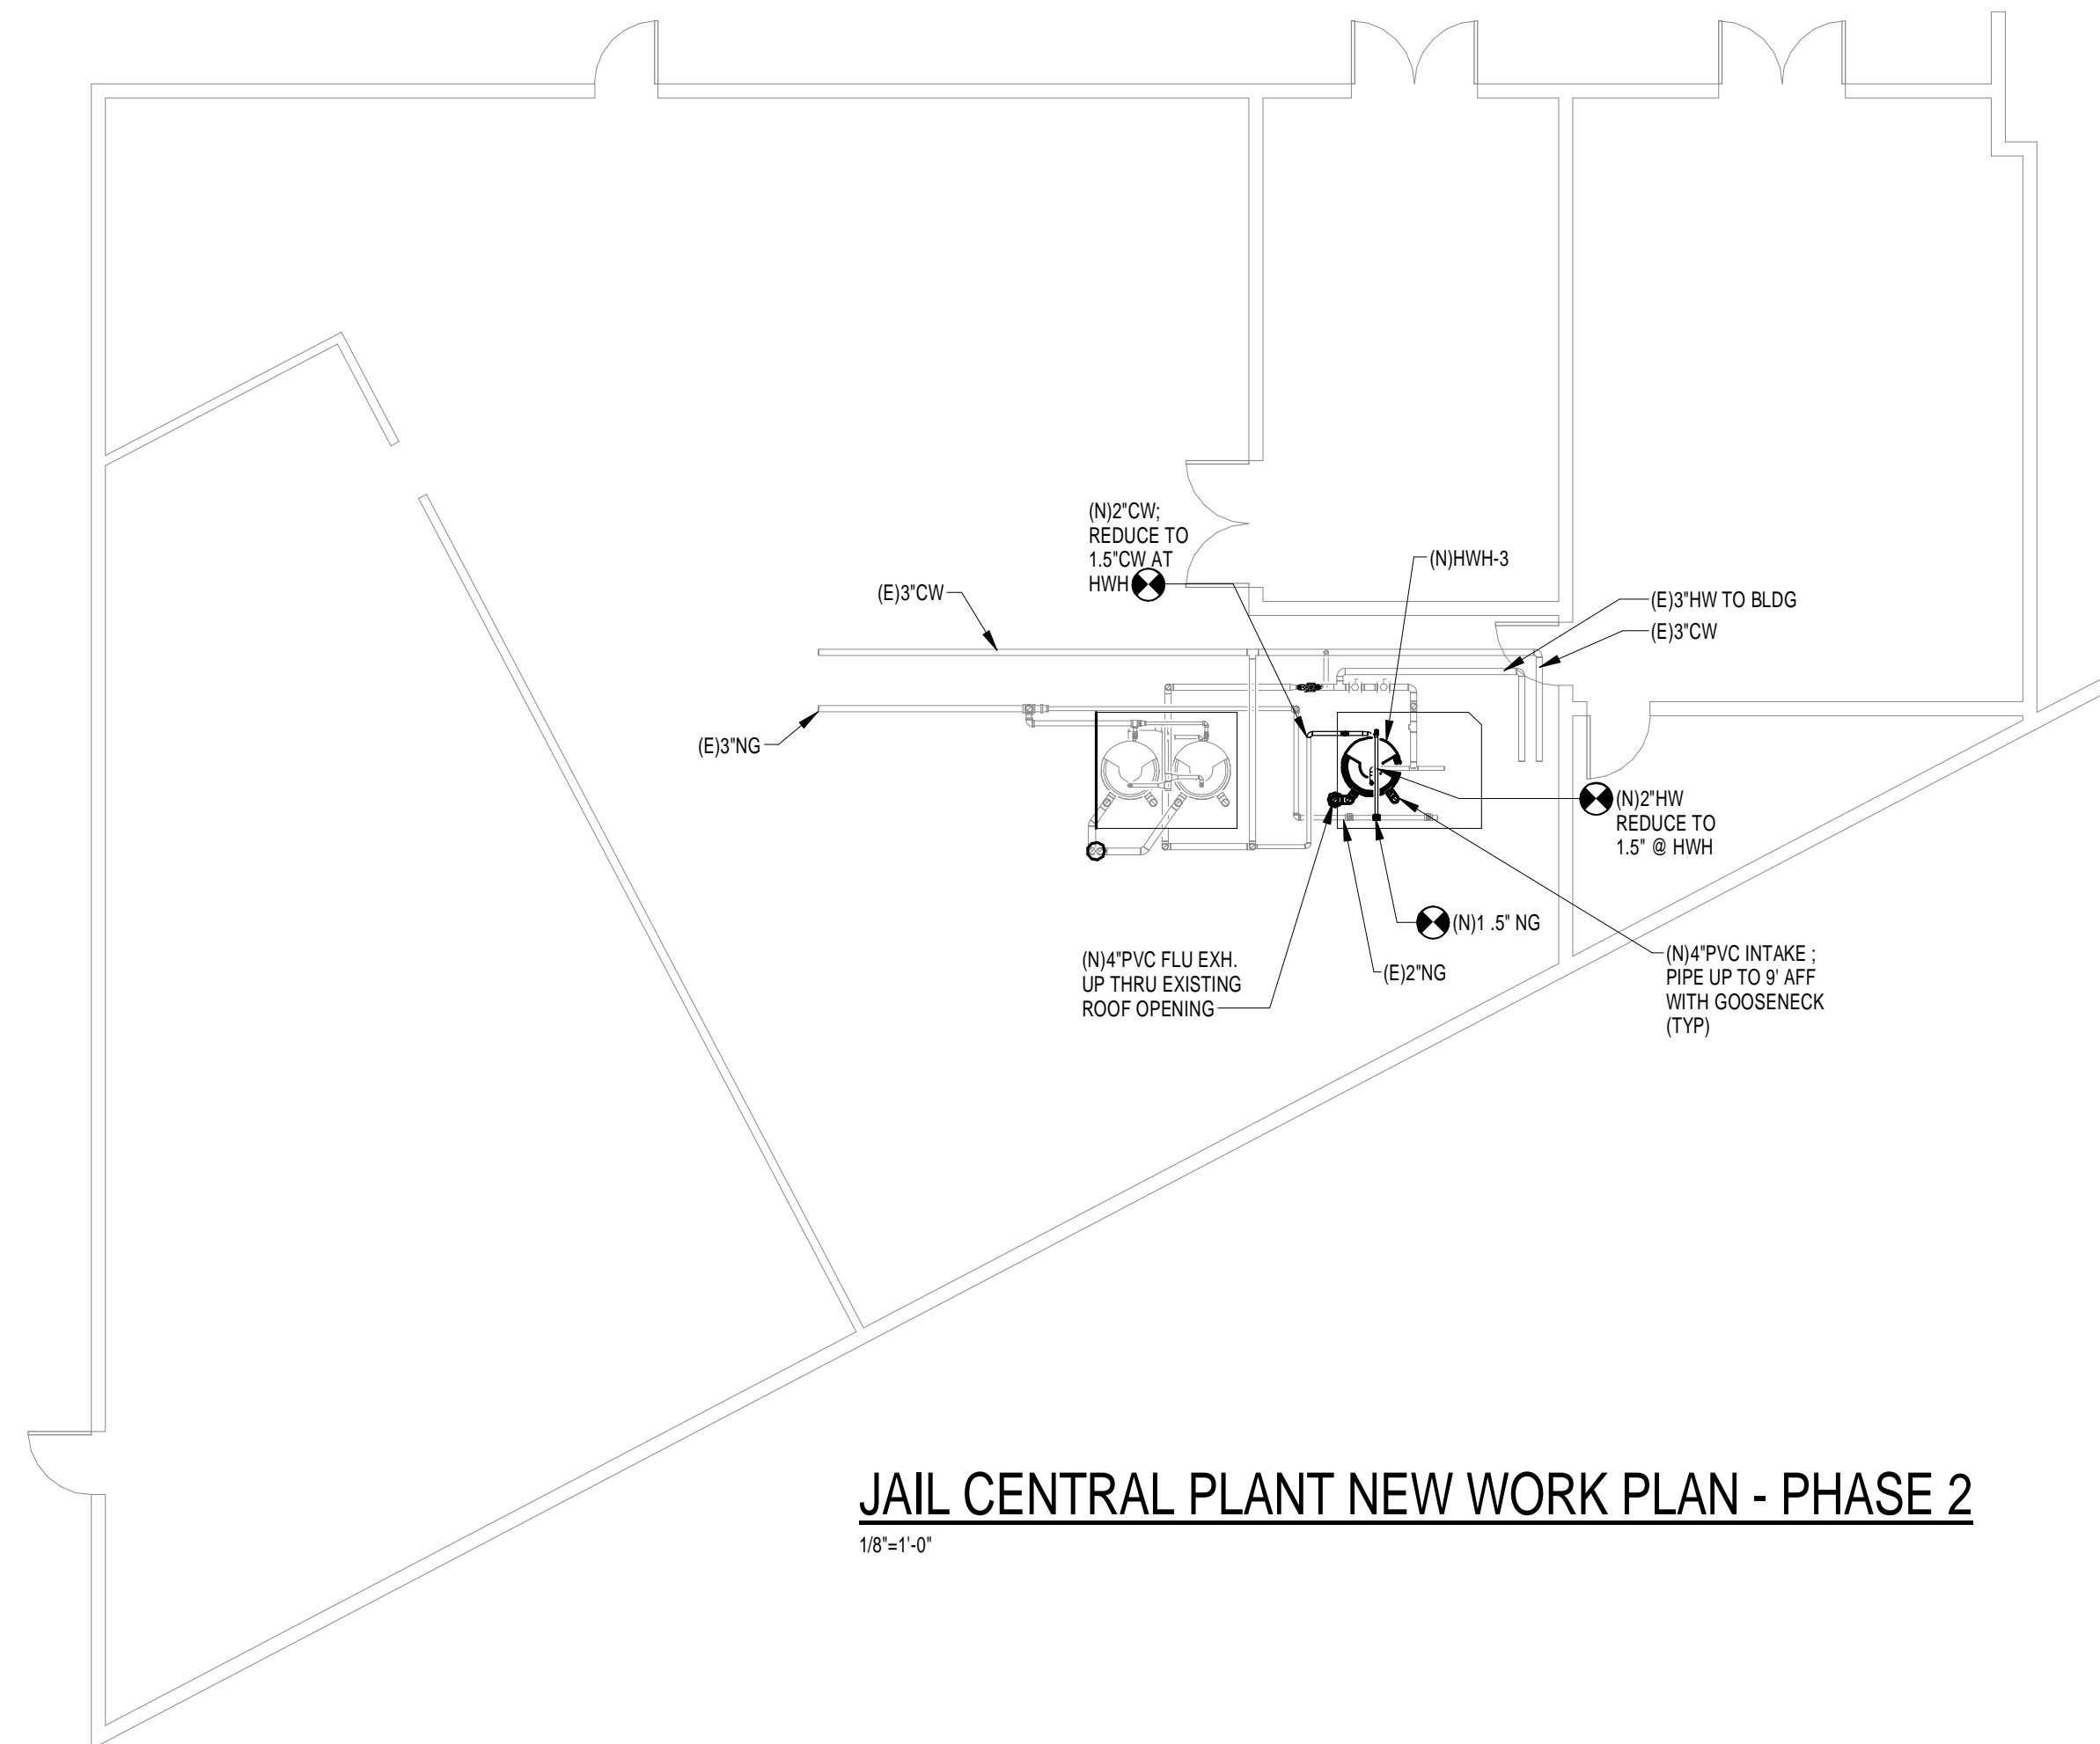 (N)2"CW;
REDUCE TO
1.5"CW AT
HWH
(N)HWH-3
(E)3"CW
(E)3"HW TO BLDG
(E)3"CW
(E)3"NG
(N)2"HW
REDUCE TO
1.5" @ HWH
(N)1 .5" NG
(N)4"PVC FLU EXH.
UP THRU EXISTING
ROOF OPENING
(E)2"NG
(N)4"PVC INTAKE ;
PIPE UP TO 9' AFF
WITH GOOSENECK
(TYP)
JAIL CENTRAL PLANT NEW WORK PLAN - PHASE 2
1/8"=1'-0"